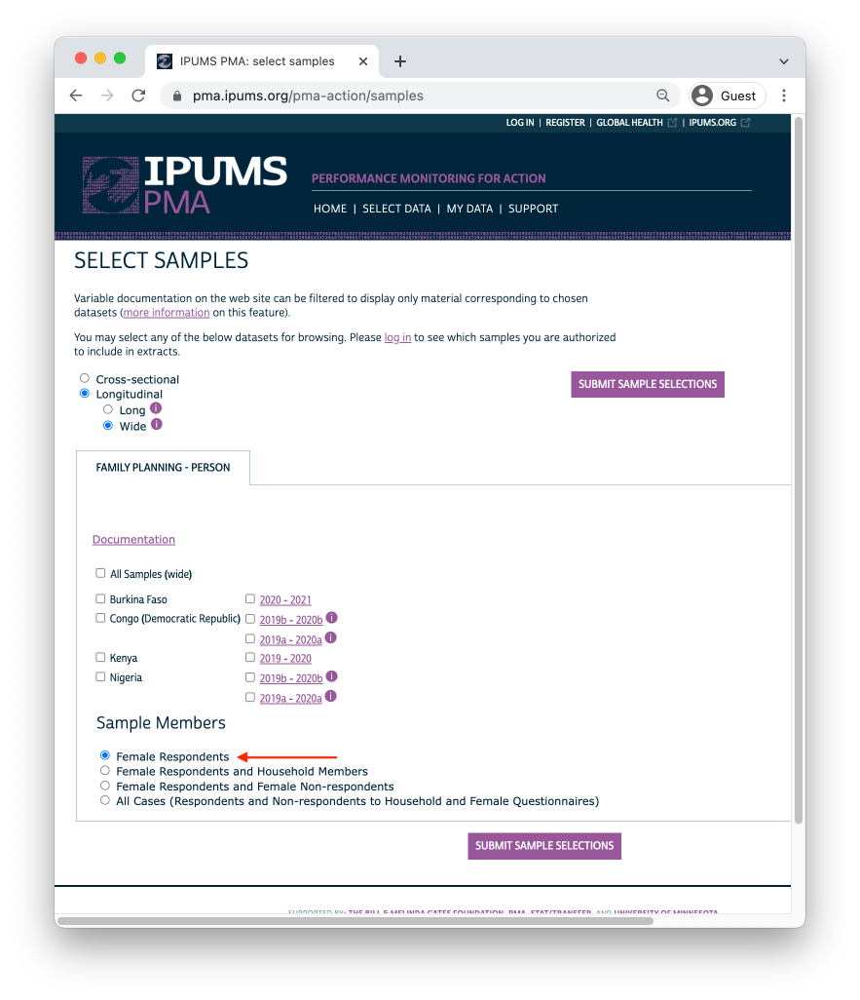 IPUMS PMA: select samples
pma.ipums.org/pma-action/samples
Guest
LOG IN | REGISTER | GLOBAL HEALTH | IPUMS.ORG
IPUMS
PMA
PERFORMANCE MONITORING FOR ACTION
HOME | SELECT DATA | MY DATA | SUPPORT
SELECT SAMPLES
Variable documentation on the web site can be filtered to display only material corresponding to chosen
datasets (more information on this feature).
You may select any of the below datasets for browsing. Please log in to see which samples you are authorized
to include in extracts.
Cross-sectional
SUBMIT SAMPLE SELECTIONS
Longitudinal
Long i
Wide i
FAMILY PLANNING - PERSON
Documentation
All Samples (wide)
Burkina Faso 2020 - 2021
Congo (Democratic Republic) 2019b - 2020b i
2019a - 2020a i
Kenya 2019 - 2020
Nigeria 2019b - 2020b i
2019a - 2020a i
Sample Members
Female Respondents
Female Respondents and Household Members
Female Respondents and Female Non-respondents
All Cases (Respondents and Non-respondents to Household and Female Questionnaires)
SUBMIT SAMPLE SELECTIONS
SUPPORTED BY: THE BILL & MELINDA GATES FOUNDATION, PMA, STAT/TRANSFER, AND UNIVERSITY OF MINNESOTA